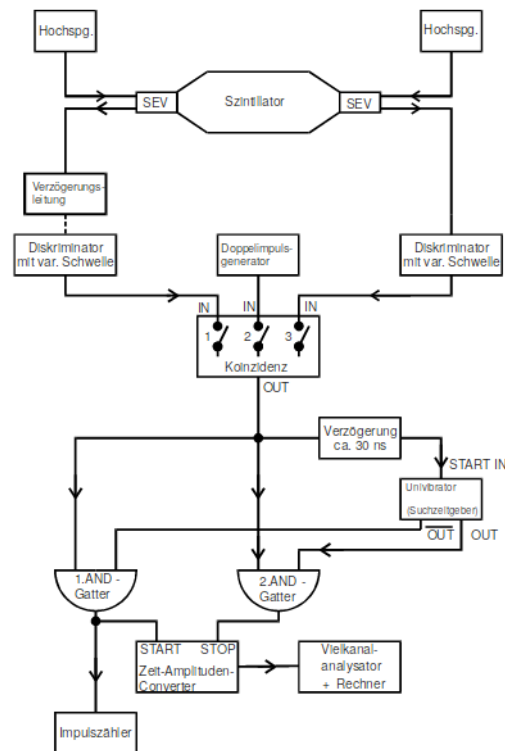 Hochspg.
Hochspg.
SEV
Szintillator
SEV
Verzögerungs-
leitung
Diskriminator
mit var. Schwelle
Doppelimpuls-
generator
Diskriminator
mit var. Schwelle
IN
IN
IN
1
2
3
Koinzidenz
OUT
Verzögerung
ca. 30 ns
START IN
Univibrator
(Suchzeitgeber)
OUT
OUT
1.AND -
Gatter
2.AND -
Gatter
START
STOP
Zeit-Amplituden-
Converter
Vielkanal-
analysator
+ Rechner
Impulszähler